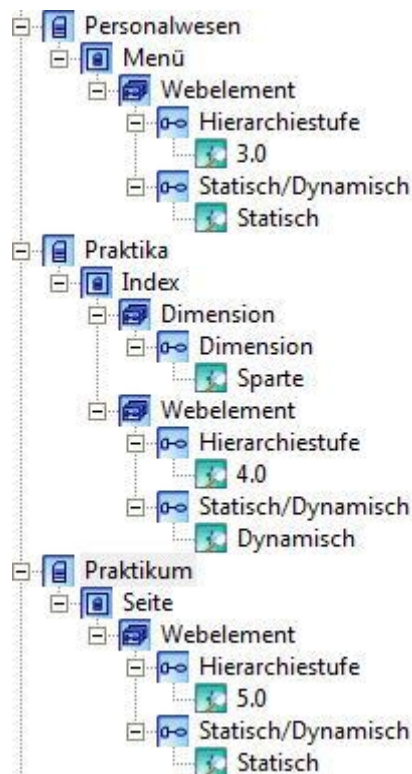 Personalwesen
Menü
Webelement
Hierarchiestufe
3.0
Statisch/Dynamisch
Statisch
Praktika
Index
Dimension
Dimension
Sparte
Webelement
Hierarchiestufe
4.0
Statisch/Dynamisch
Dynamisch
Praktikum
Seite
Webelement
Hierarchiestufe
5.0
Statisch/Dynamisch
Statisch